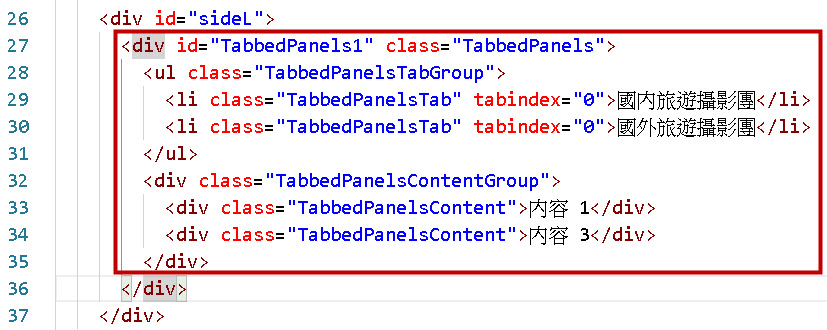 26 <div id="sideL">
27 <div id="TabbedPanels1" class="TabbedPanels">
28 <ul class="TabbedPanelsTabGroup">
29 <li class="TabbedPanelsTab" tabindex="0">國內旅遊攝影團</li>
30 <li class="TabbedPanelsTab" tabindex="0">國外旅遊攝影團</li>
31 </ul>
32 <div class="TabbedPanelsContentGroup">
33 <div class="TabbedPanelsContent">內容 1</div>
34 <div class="TabbedPanelsContent">內容 3</div>
35 </div>
36 </div>
37 </div>